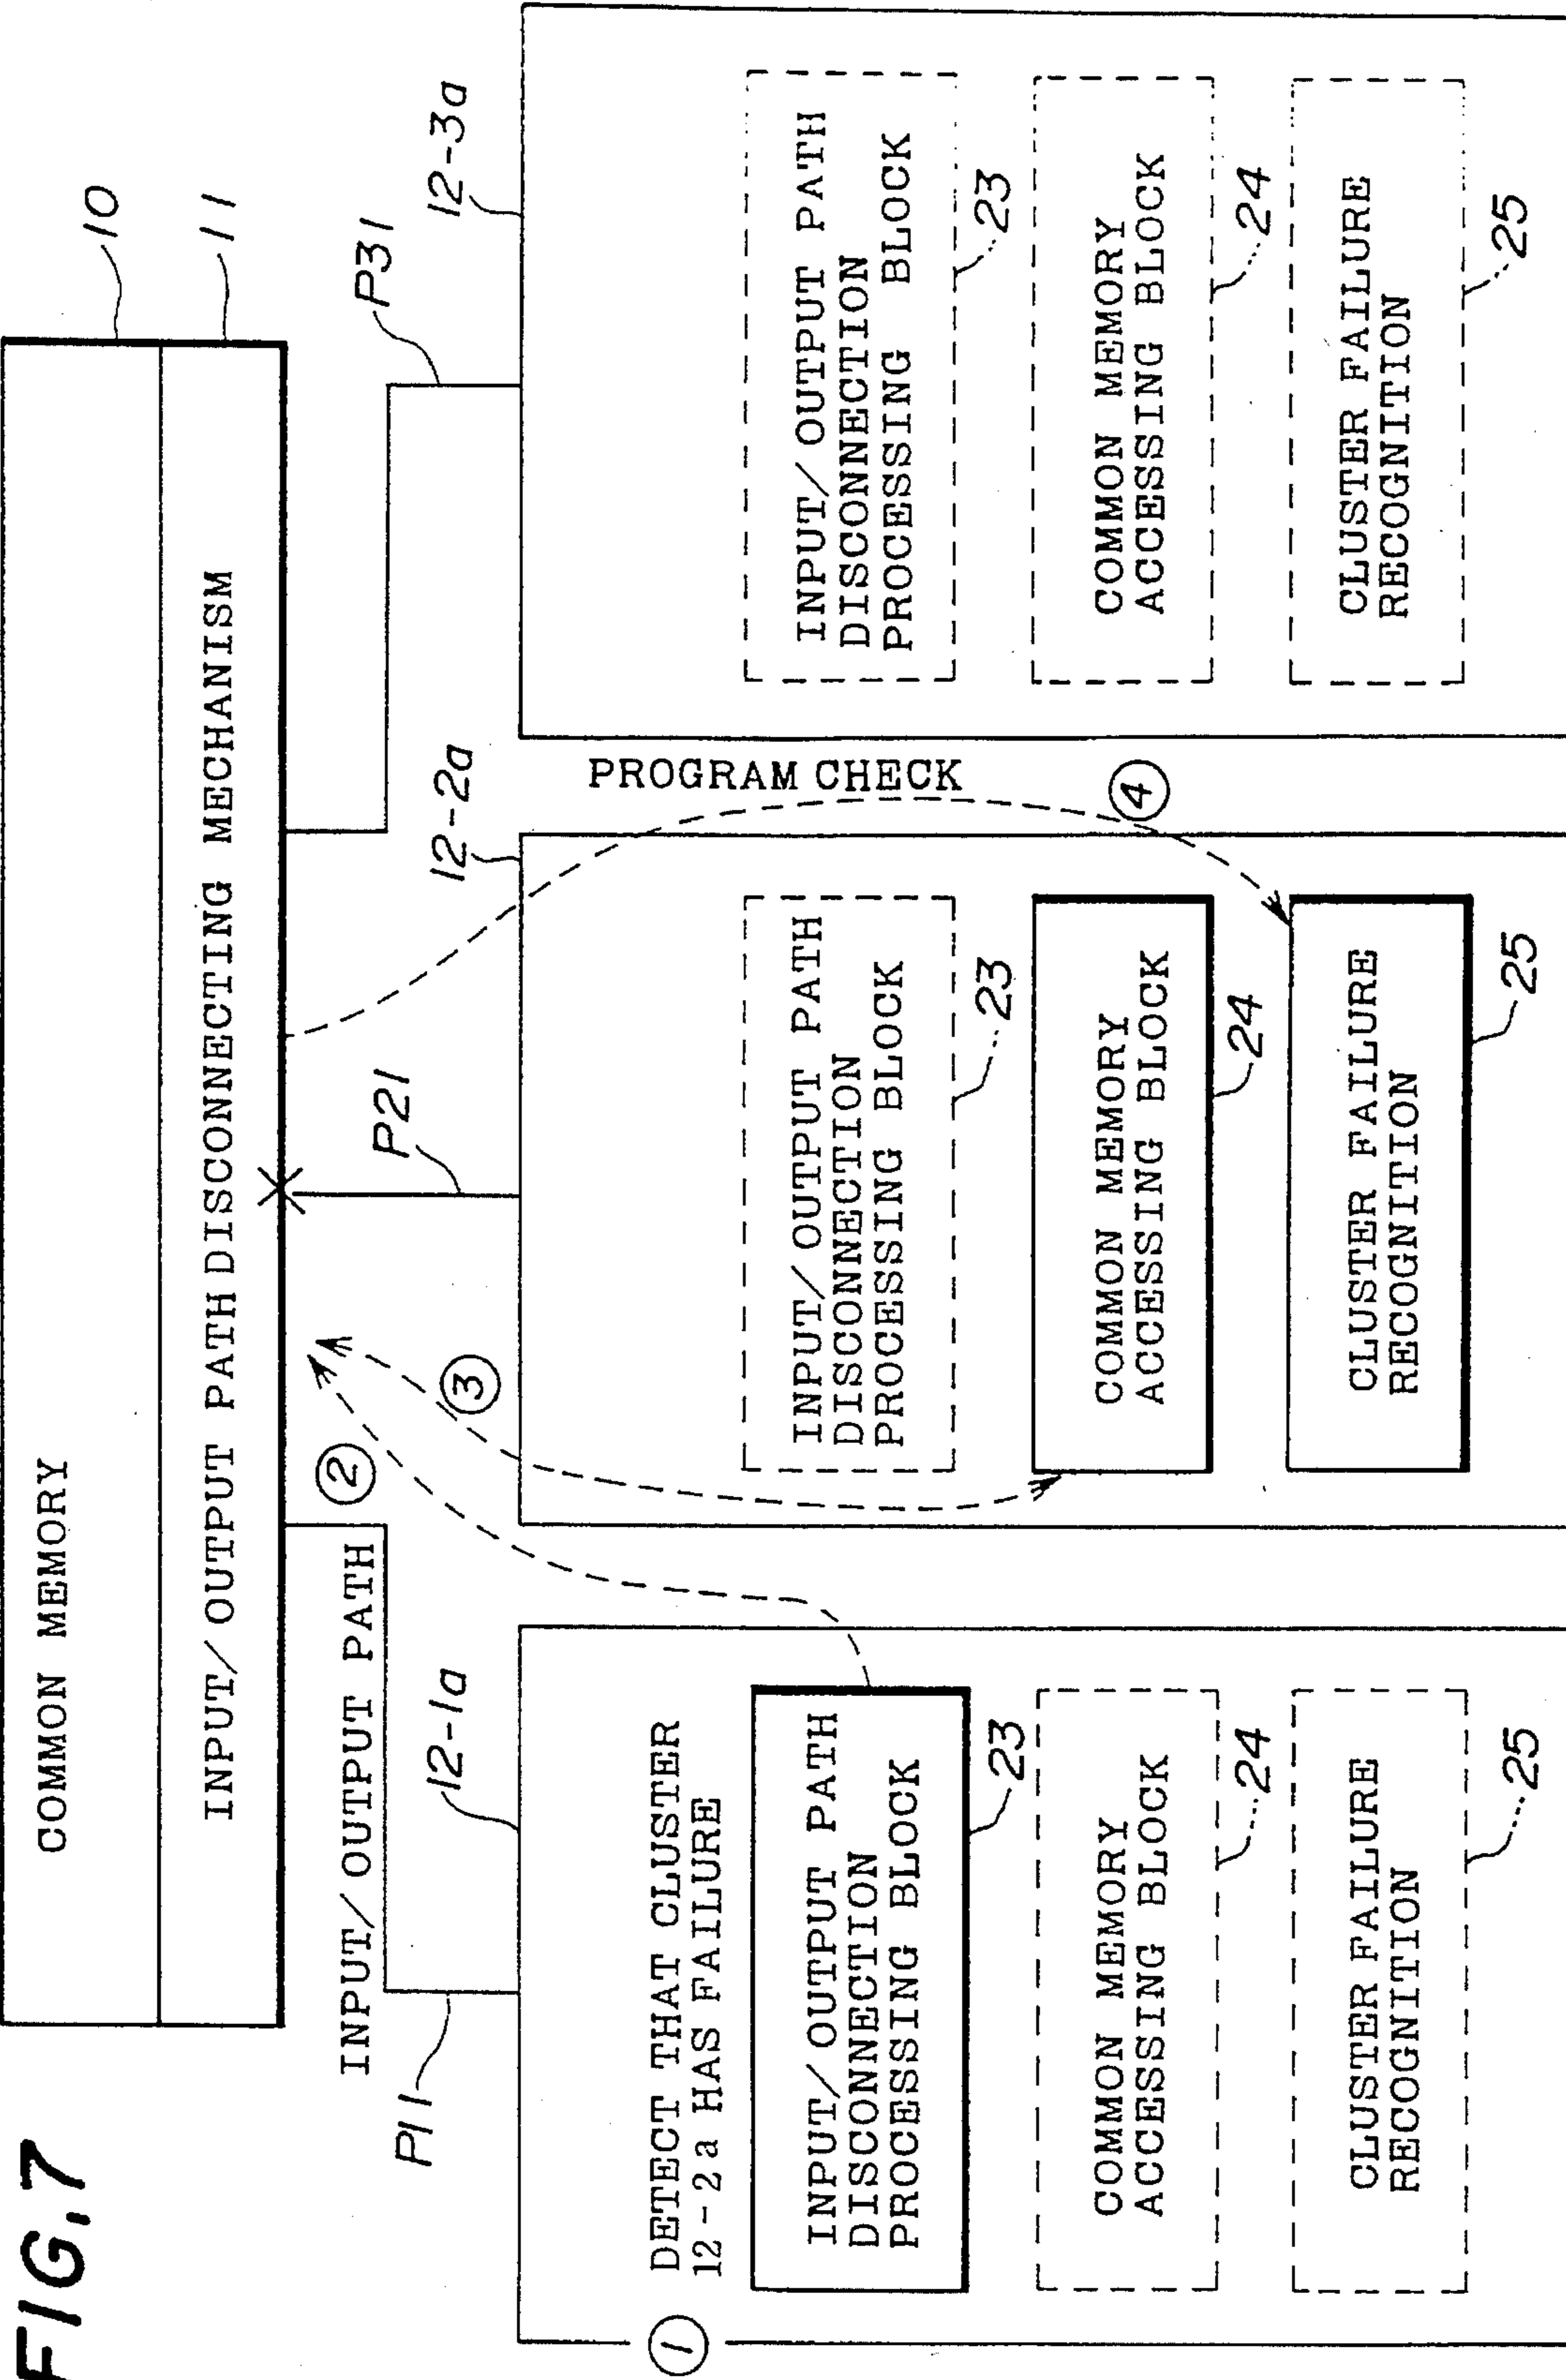 FIG. 7
COMMON MEMORY
10
INPUT/OUTPUT PATH DISCONNECTING MECHANISM
11
INPUT/OUTPUT PATH
②
③
P11
P21
P31
12-1a
12-2a
12-3a
①
DETECT THAT CLUSTER
12-2a HAS FAILURE
INPUT/OUTPUT PATH
DISCONNECTION
PROCESSING BLOCK
23
COMMON MEMORY
ACCESSING BLOCK
24
CLUSTER FAILURE
RECOGNITION
25
INPUT/OUTPUT PATH
DISCONNECTION
PROCESSING BLOCK
23
COMMON MEMORY
ACCESSING BLOCK
24
CLUSTER FAILURE
RECOGNITION
25
PROGRAM CHECK
④
INPUT/OUTPUT PATH
DISCONNECTION
PROCESSING BLOCK
23
COMMON MEMORY
ACCESSING BLOCK
24
CLUSTER FAILURE
RECOGNITION
25